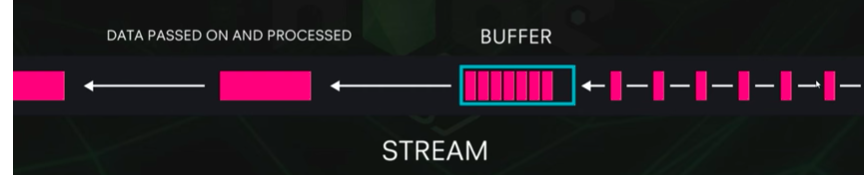 DATA PASSED ON AND PROCESSED
BUFFER
STREAM